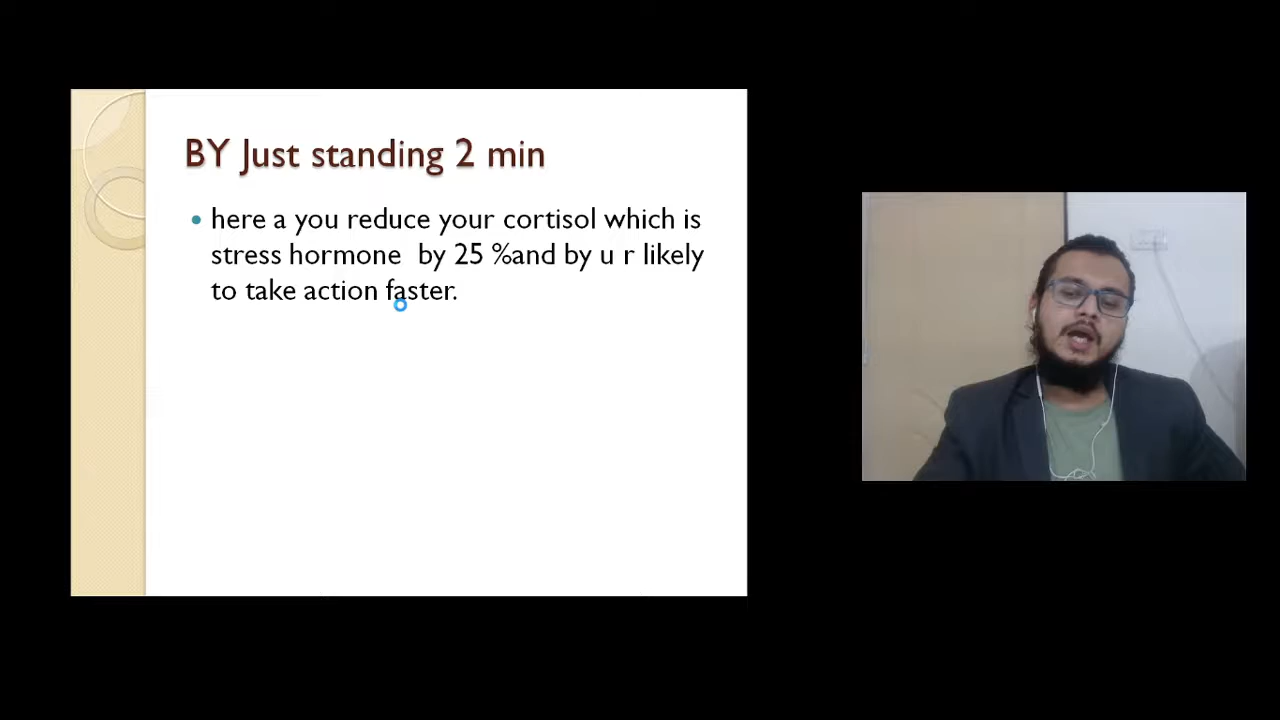 BY Just standing 2 min
here a you reduce your cortisol which is
stress hormone  by 25 %and by u r likely
to take action faster.